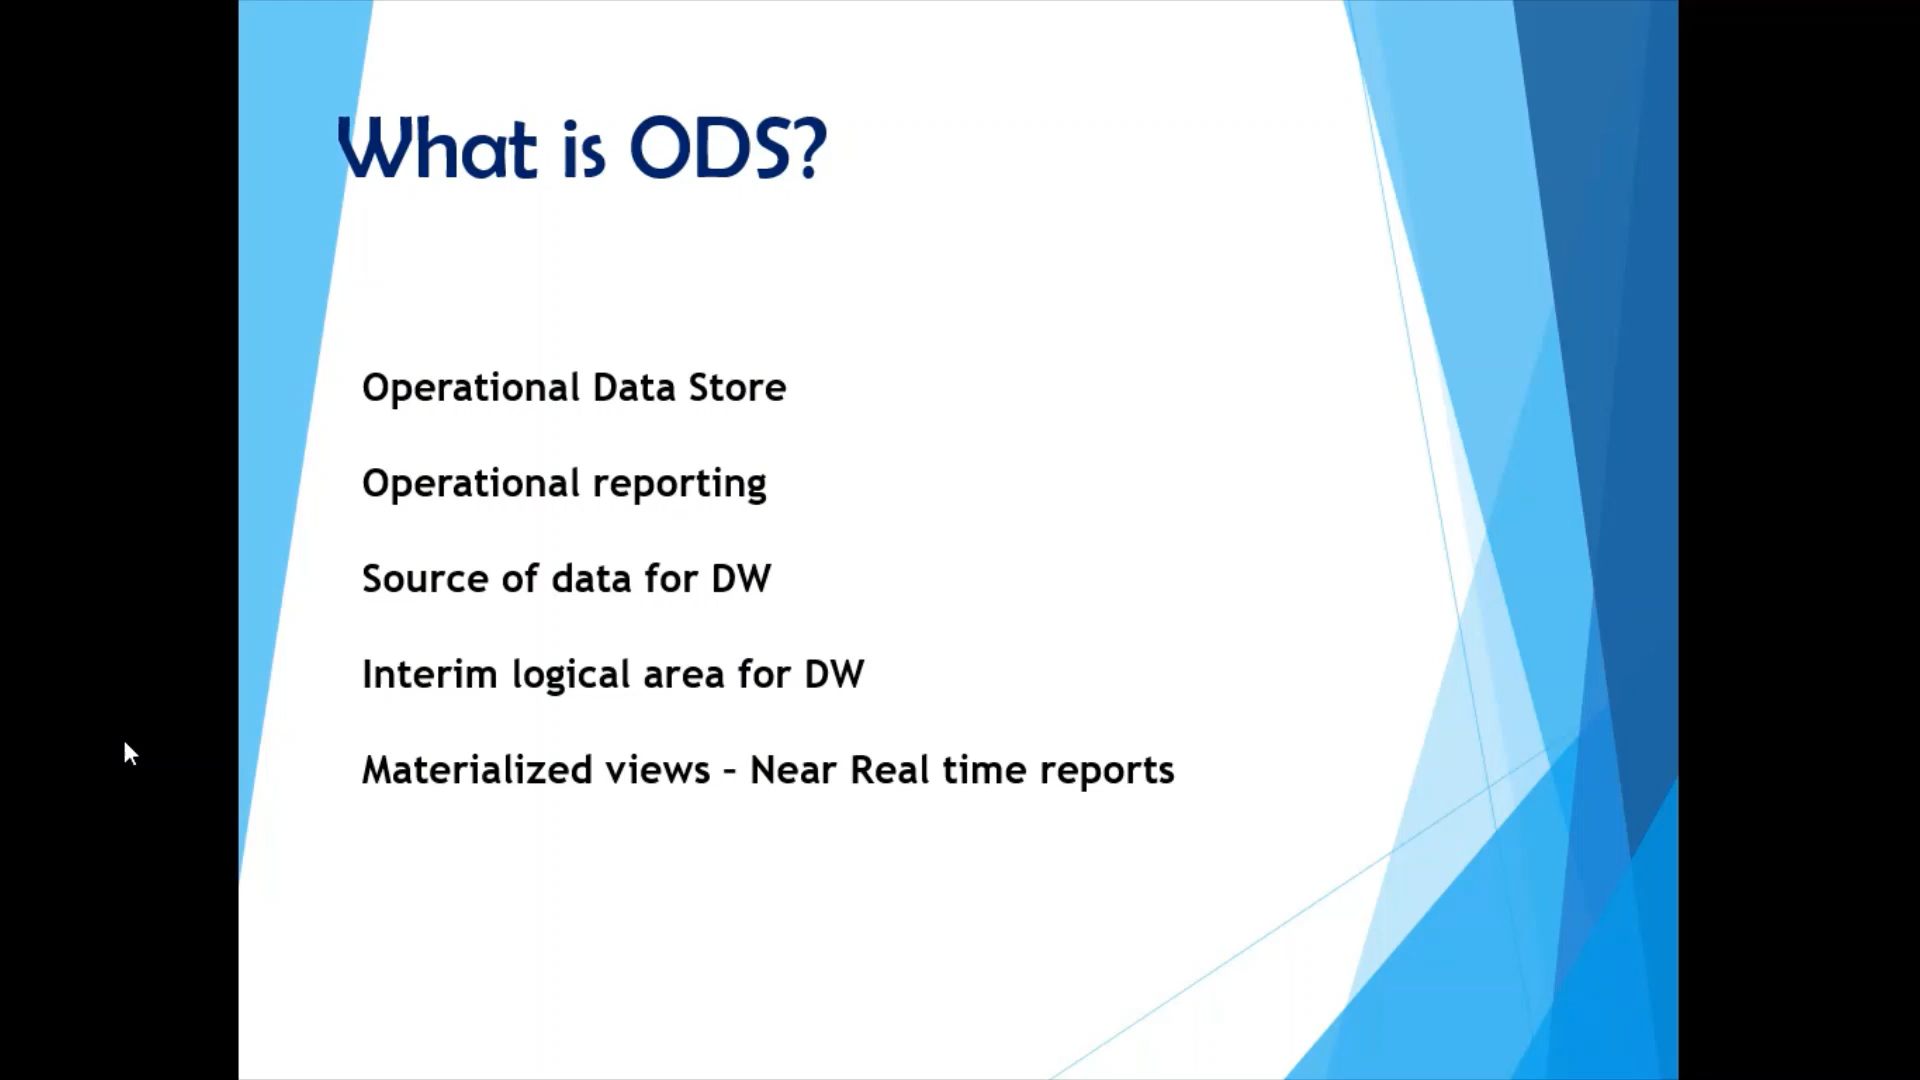 What is ODS?
Operational Data Store
Operational reporting
Source of data for DW
Interim logical area for DW
Materialized views – Near Real time reports